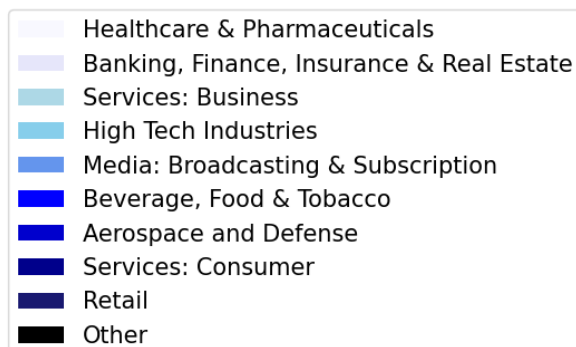 Healthcare & Pharmaceuticals
Banking, Finance, Insurance & Real Estate
Services: Business
High Tech Industries
Media: Broadcasting & Subscription
Beverage, Food & Tobacco
Aerospace and Defense
Services: Consumer
Retail
Other